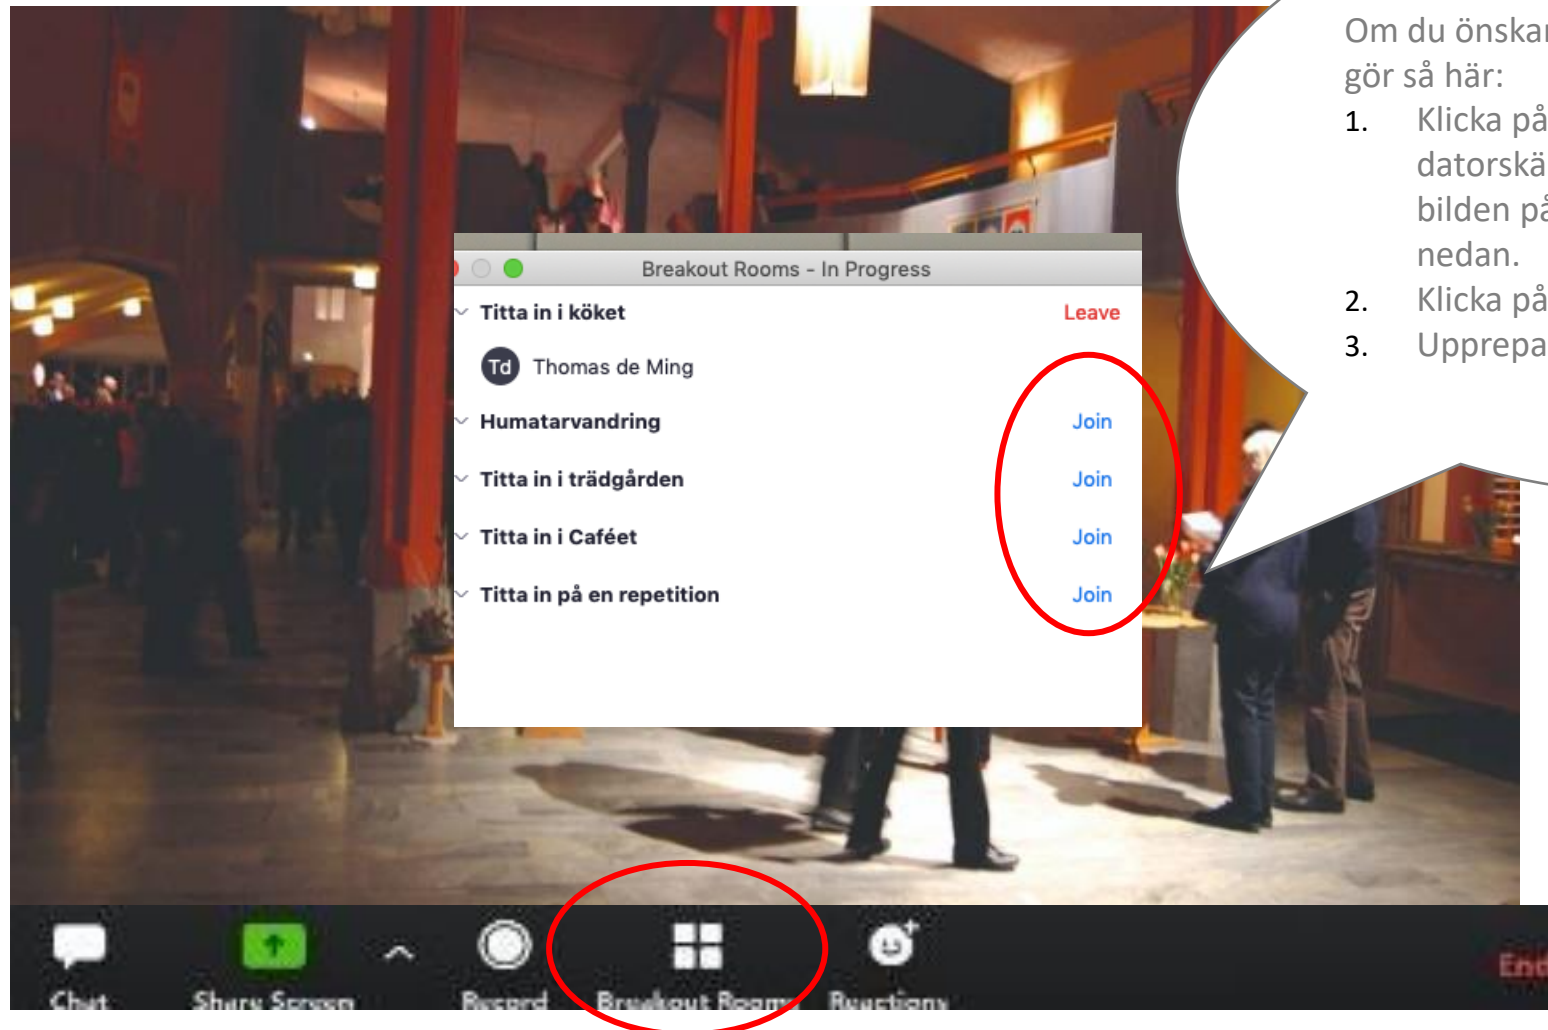 Om du önskar
gör så här:
1. Klicka på
datorskä
bilden på
nedan.
2. Klicka på
3. Upprepa
Breakout Rooms - In Progress
Titta in i köket Leave
Td Thomas de Ming
Humatarvandring Join
Titta in i trädgården Join
Titta in i Caféet Join
Titta in på en repetition Join
Chat Share Screen Record Breakout Rooms Reactions End